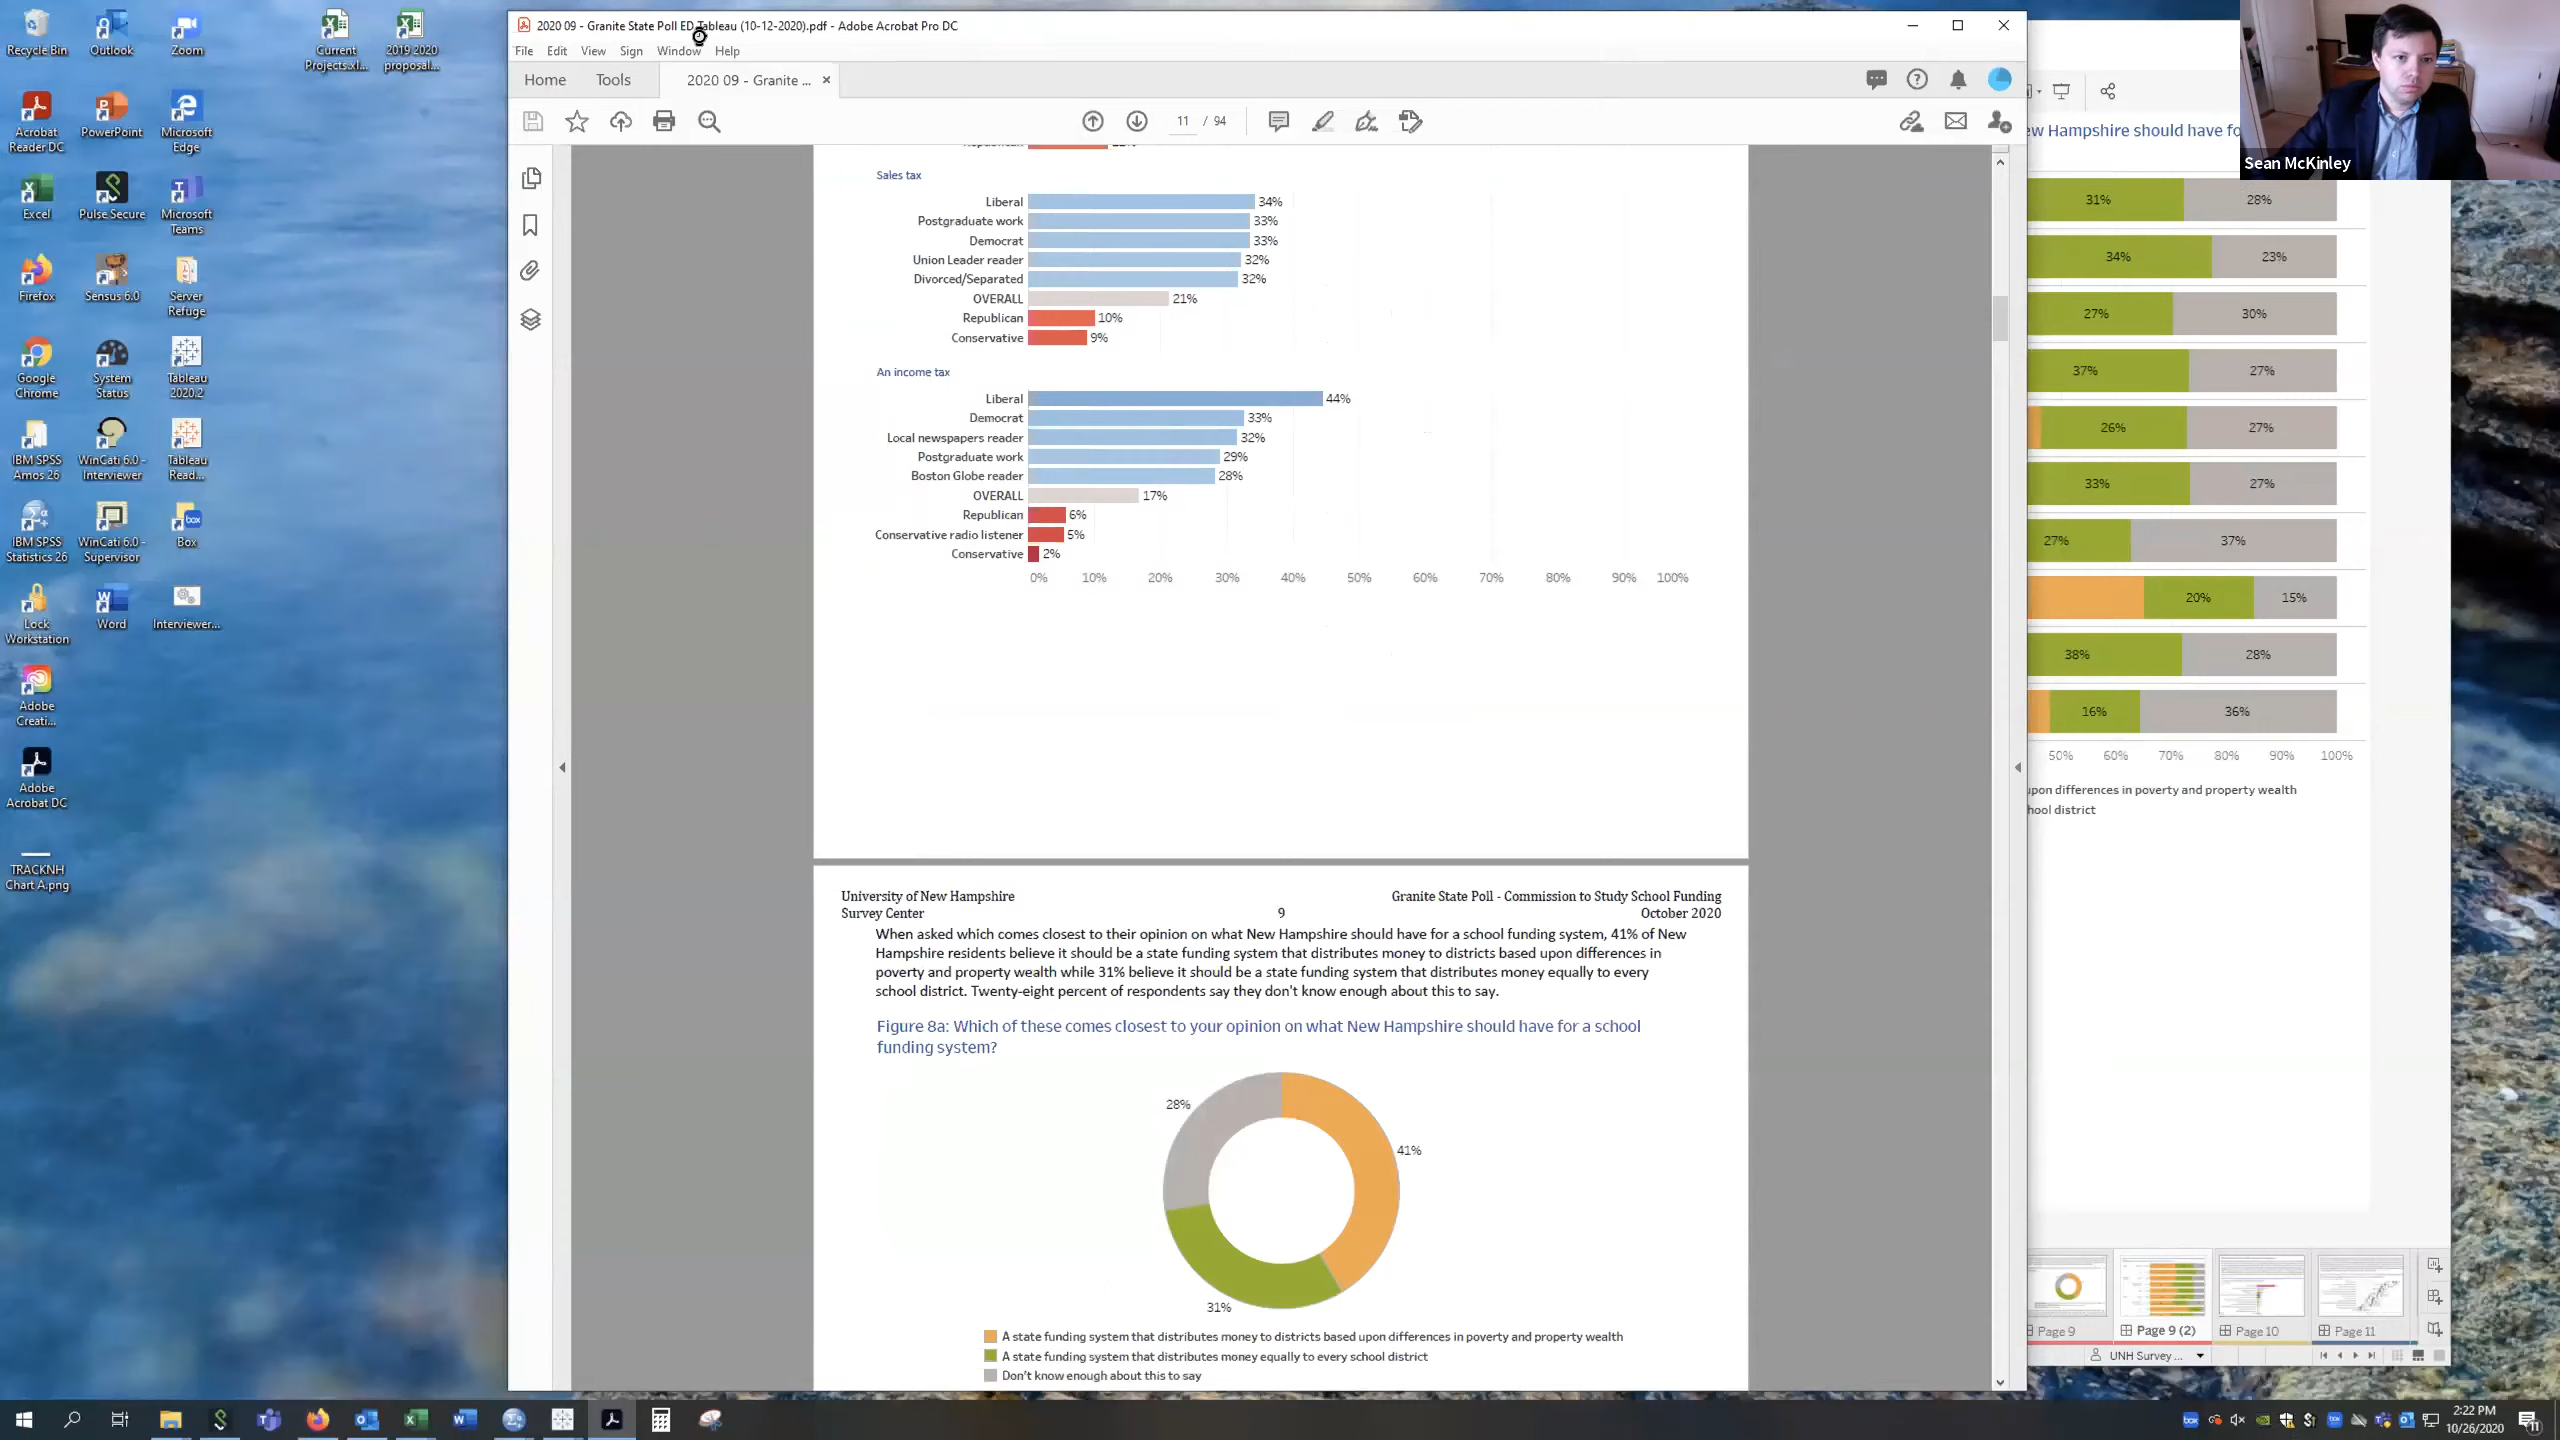 Recycle Bin
Outlook
Zoom
Current
Projects.xl...
2019 2020
proposal...
Acrobat
Reader DC
PowerPoint
Microsoft
Edge
Excel
Pulse Secure
Microsoft
Teams
Firefox
Sensus 6.0
Server
Refuge
Google
Chrome
System
Status
Tableau
2020.2
IBM SPSS
Amos 26
WinCati 6.0 -
Interviewer
Tableau
Read...
IBM SPSS
Statistics 26
WinCati 6.0 -
Supervisor
Box
Lock
Workstation
Word
Interviewer...
Adobe
Creati...
Adobe
Acrobat DC
TRACKNH
Chart A.png
2020 09 - Granite State Poll ED Tableau (10-12-2020).pdf - Adobe Acrobat Pro DC
File Edit View Sign Window Help
Home Tools 2020 09 - Granite ... ×
11 / 94
Sales tax
Liberal 34%
Postgraduate work 33%
Democrat 33%
Union Leader reader 32%
Divorced/Separated 32%
OVERALL 21%
Republican 10%
Conservative 9%
An income tax
Liberal 44%
Democrat 33%
Local newspapers reader 32%
Postgraduate work 29%
Boston Globe reader 28%
OVERALL 17%
Republican 6%
Conservative radio listener 5%
Conservative 2%
0% 10% 20% 30% 40% 50% 60% 70% 80% 90% 100%
University of New Hampshire
Survey Center
9
Granite State Poll - Commission to Study School Funding
October 2020
When asked which comes closest to their opinion on what New Hampshire should have for a school funding system, 41% of New
Hampshire residents believe it should be a state funding system that distributes money to districts based upon differences in
poverty and property wealth while 31% believe it should be a state funding system that distributes money equally to every
school district. Twenty-eight percent of respondents say they don't know enough about this to say.
Figure 8a: Which of these comes closest to your opinion on what New Hampshire should have for a school
funding system?
28%
41%
31%
A state funding system that distributes money to districts based upon differences in poverty and property wealth
A state funding system that distributes money equally to every school district
Don't know enough about this to say
Sean McKinley
ew Hampshire should have fo
31% 28%
34% 23%
27% 30%
37% 27%
26% 27%
33% 27%
27% 37%
20% 15%
38% 28%
16% 36%
50% 60% 70% 80% 90% 100%
upon differences in poverty and property wealth
hool district
Page 9 Page 9 (2) Page 10 Page 11
UNH Survey ...
2:22 PM
10/26/2020